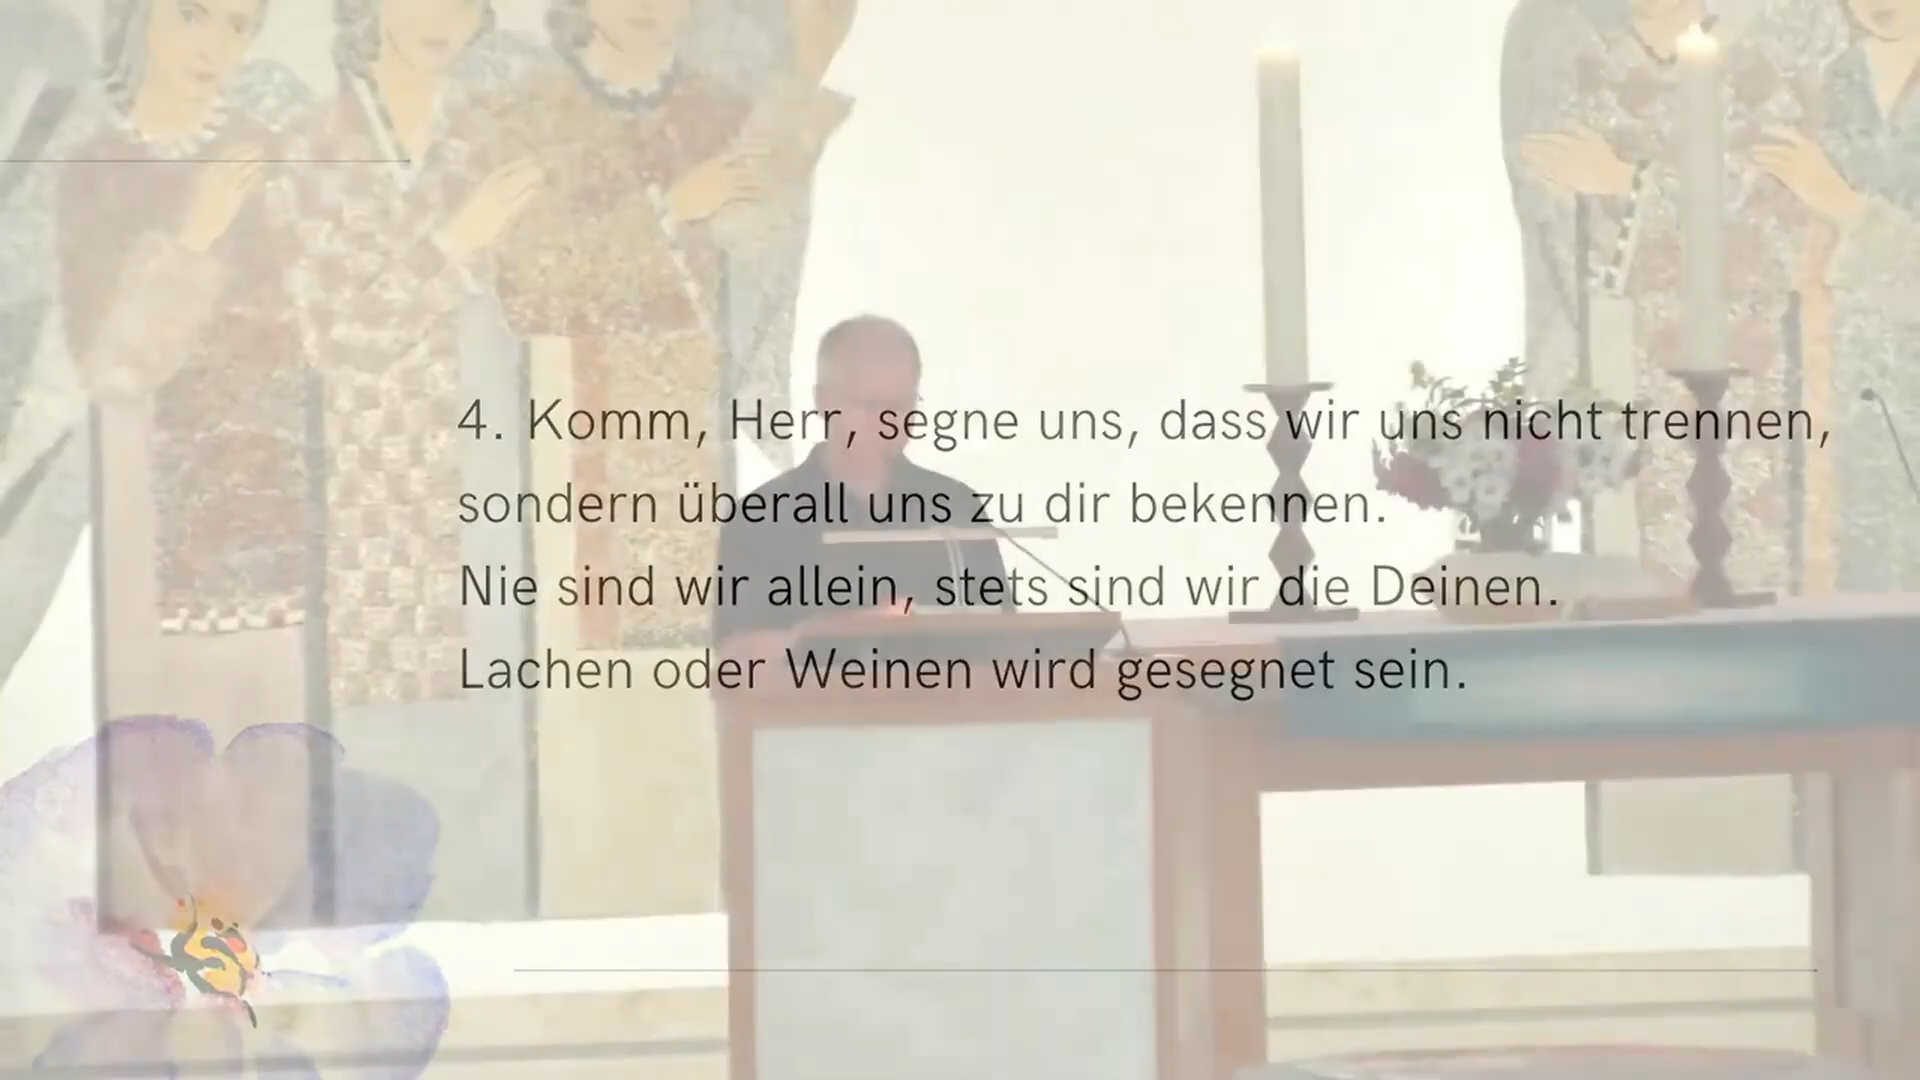 4. Komm, Herr, segne uns, dass wir uns nicht trennen,
sondern überall uns zu dir bekennen.
Nie sind wir allein, stets sind wir die Deinen.
Lachen oder Weinen wird gesegnet sein.